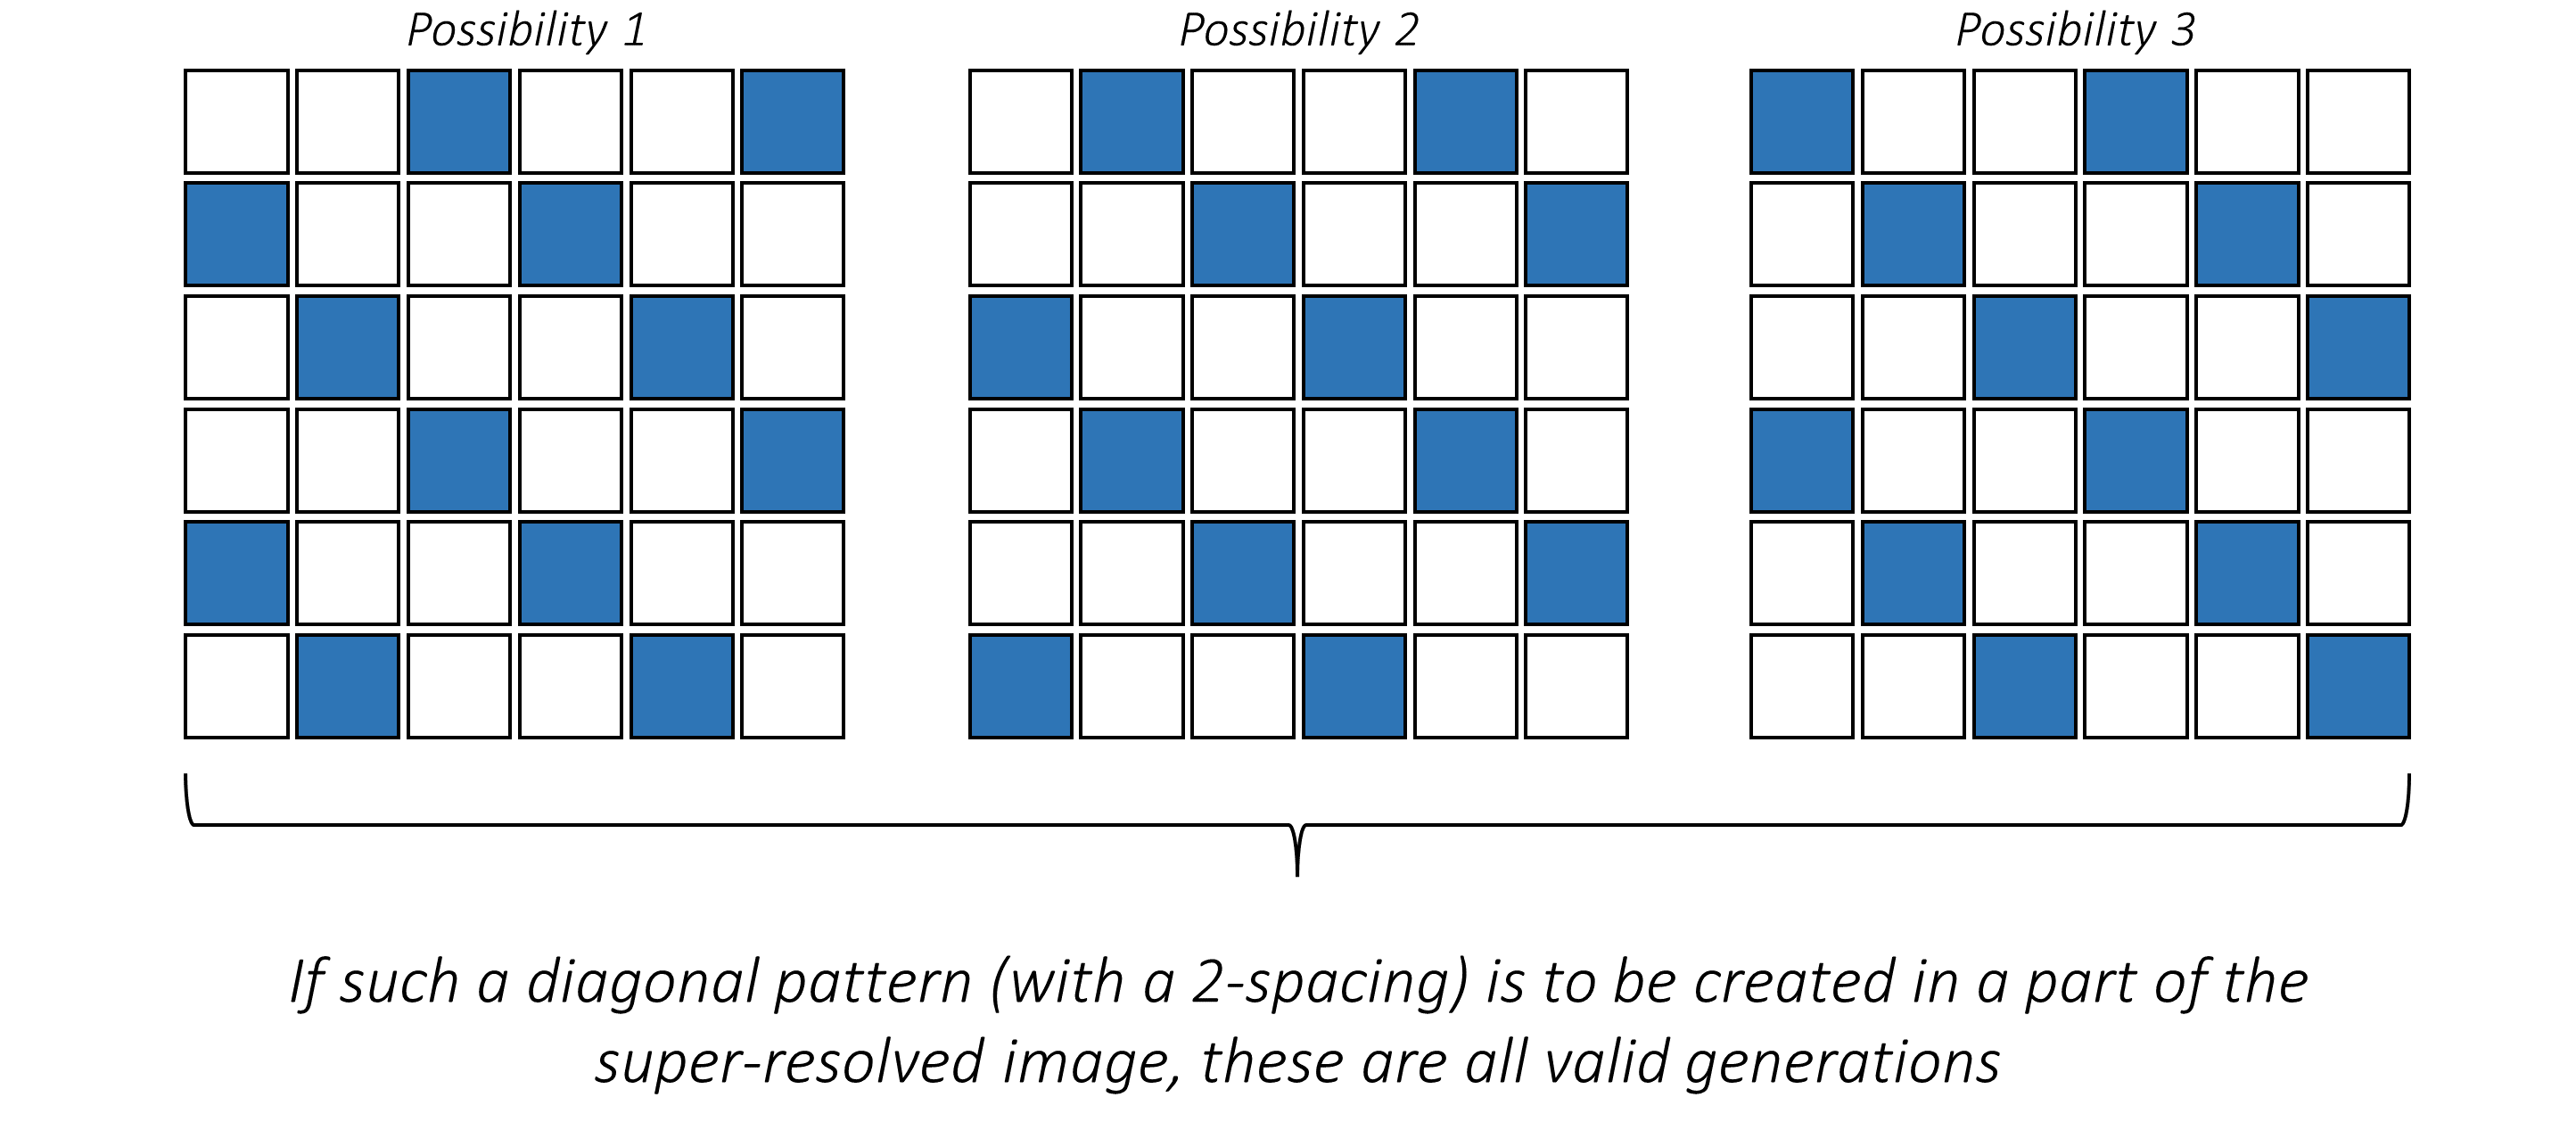 Possibility 1
Possibility 2
Possibility 3
If such a diagonal pattern (with a 2-spacing) is to be created in a part of the
super-resolved image, these are all valid generations